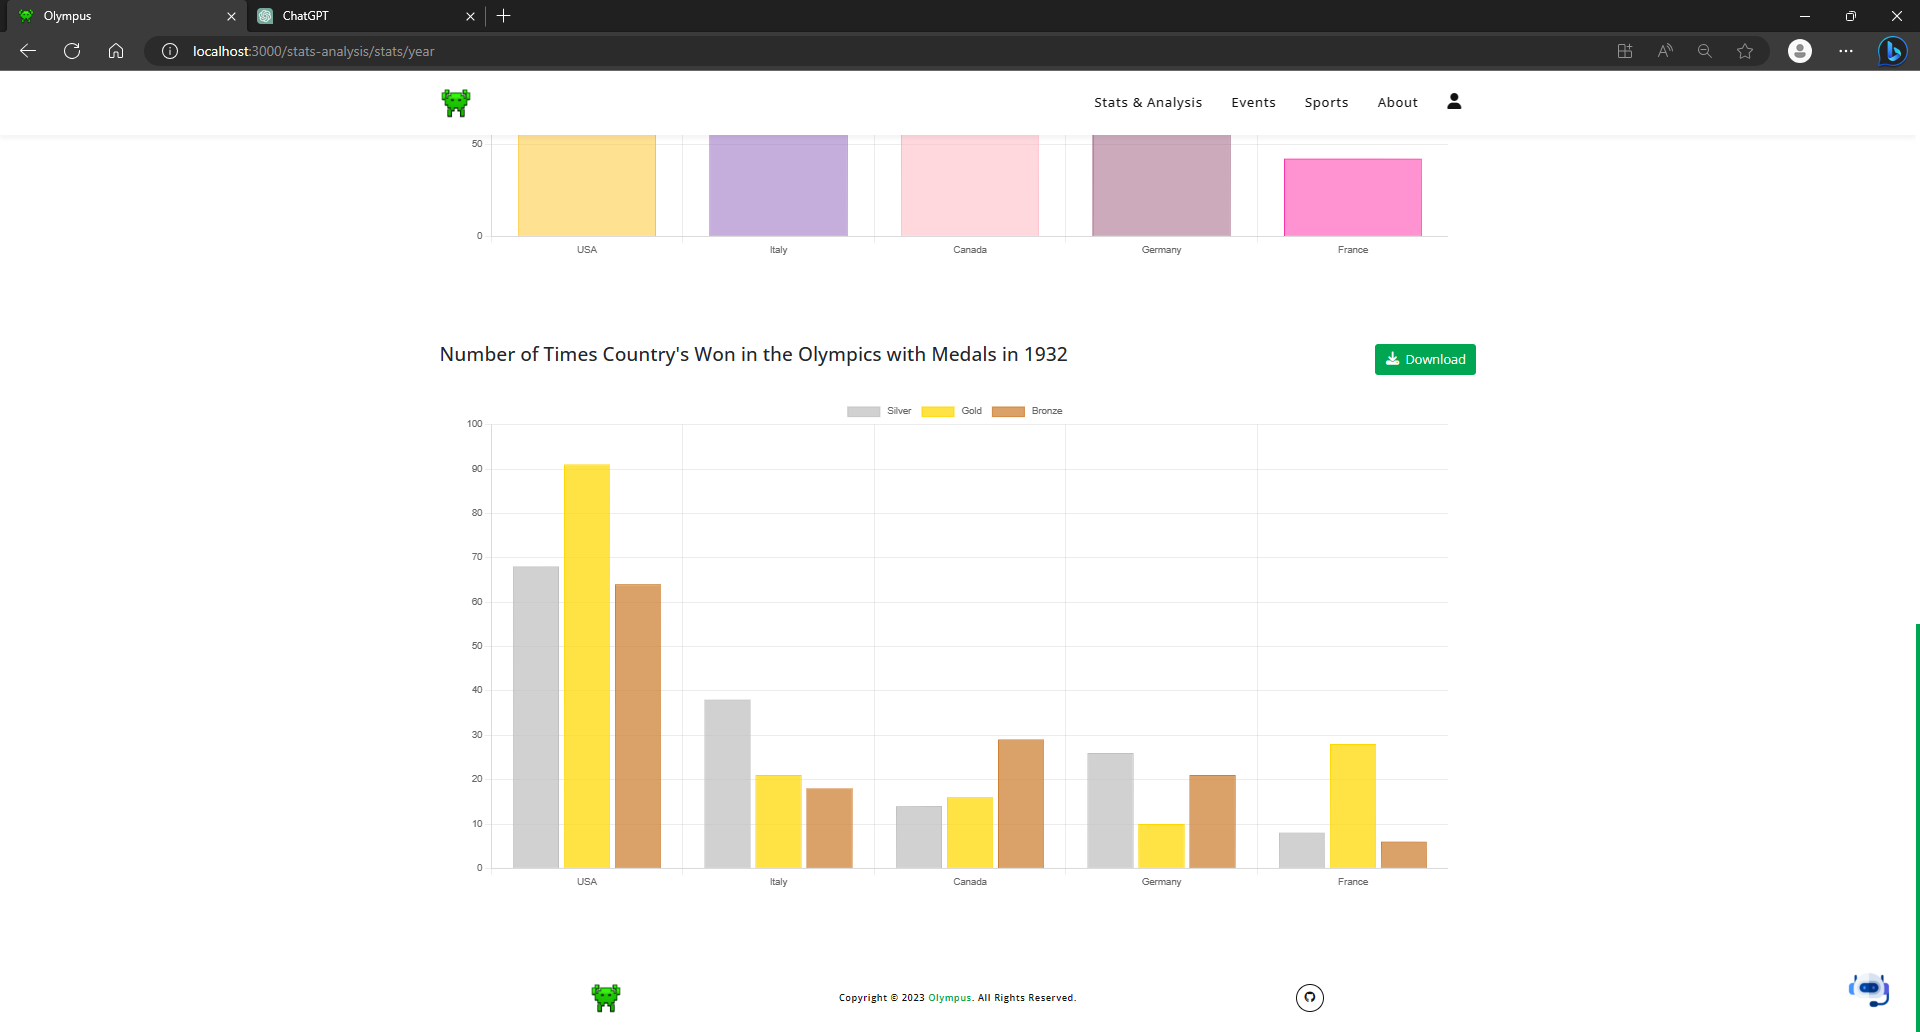 Olympus
ChatGPT
localhost:3000/stats-analysis/stats/year
Stats & Analysis Events Sports About
50
0
USA Italy Canada Germany France
Number of Times Country's Won in the Olympics with Medals in 1932
Download
Silver Gold Bronze
100
90
80
70
60
50
40
30
20
10
0
USA Italy Canada Germany France
Copyright © 2023 Olympus. All Rights Reserved.